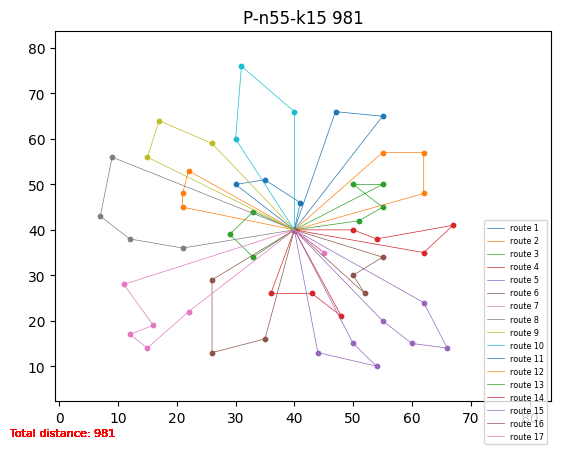 P-n55-k15 981
80
70
60
50
40
30
20
10
0
10
20
30
40
50
60
70
80
route 1
route 2
route 3
route 4
route 5
route 6
route 7
route 8
route 9
route 10
route 11
route 12
route 13
route 14
route 15
route 16
route 17
Total distance: 981